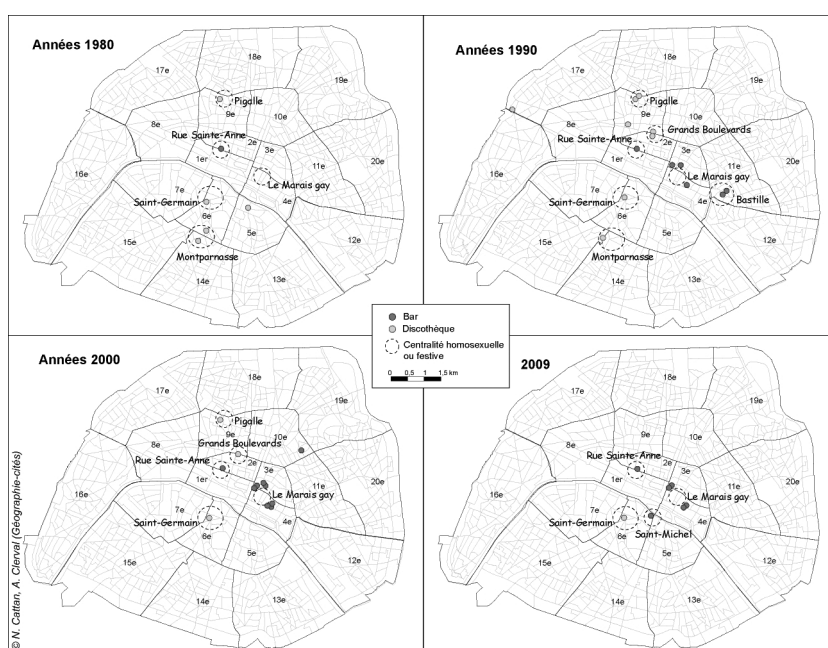 Années 1980
17e
18e
19e
Pigalle
9e
10e
8e
Rue Sainte-Anne
2e
3e
1er
11e
20e
16e
Le Marais gay
7e
Saint-Germain
4e
6e
5e
15e
Montparnasse
12e
14e
13e
Années 1990
17e
18e
19e
Pigalle
9e
10e
8e
Grands Boulevards
Rue Sainte-Anne
2e
3e
1er
11e
20e
16e
Le Marais gay
7e
Saint-Germain
4e
Bastille
6e
5e
15e
Montparnasse
12e
14e
13e
Bar
Discothèque
Centralité homosexuelle
ou festive
0 0,5 1 1,5 km
Années 2000
17e
18e
19e
Pigalle
9e
10e
Grands Boulevards
8e
Rue Sainte-Anne
2e
3e
1er
11e
20e
16e
Le Marais gay
7e
Saint-Germain
4e
6e
5e
15e
12e
14e
13e
2009
17e
18e
19e
9e
10e
8e
Rue Sainte-Anne
2e
3e
1er
11e
20e
16e
Le Marais gay
7e
Saint-Germain
4e
6e
Saint-Michel
5e
15e
12e
14e
13e
© N. Cattan, A. Clerval (Géographie-cités)